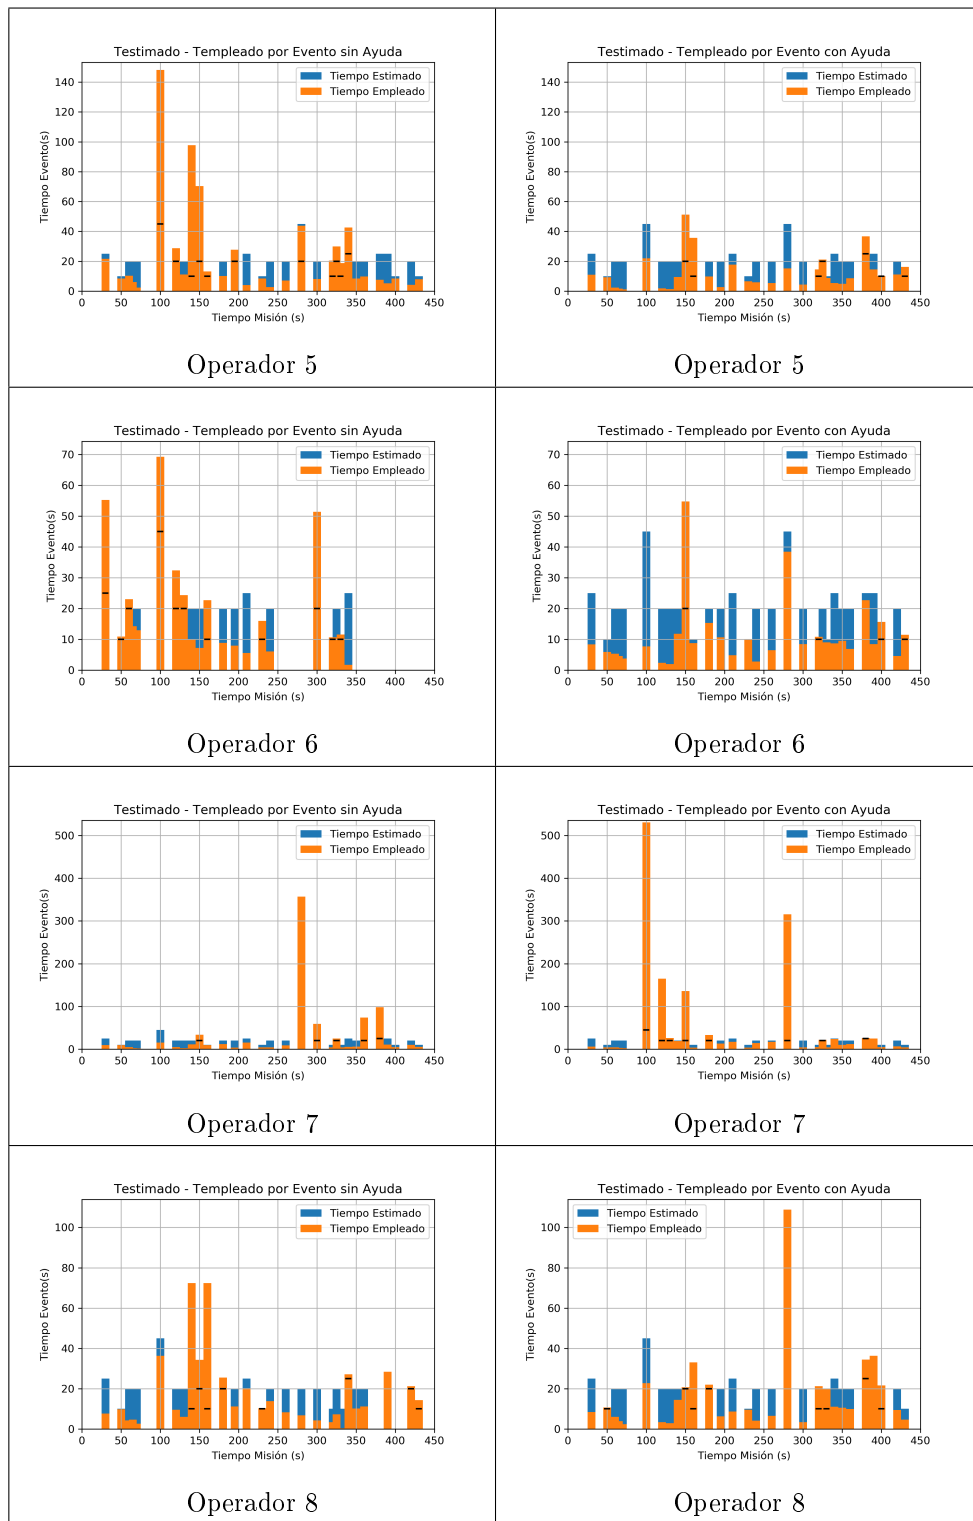 Testimado - Templeado por Evento sin Ayuda
Tiempo Estimado
Tiempo Empleado
Tiempo Evento(s)
140
120
100
80
60
40
20
0
0 50 100 150 200 250 300 350 400 450
Tiempo Misión (s)
Operador 5
Testimado - Templeado por Evento con Ayuda
Tiempo Estimado
Tiempo Empleado
Tiempo Evento(s)
140
120
100
80
60
40
20
0
0 50 100 150 200 250 300 350 400 450
Tiempo Misión (s)
Operador 5
Testimado - Templeado por Evento sin Ayuda
Tiempo Estimado
Tiempo Empleado
Tiempo Evento(s)
70
60
50
40
30
20
10
0
0 50 100 150 200 250 300 350 400 450
Tiempo Misión (s)
Operador 6
Testimado - Templeado por Evento con Ayuda
Tiempo Estimado
Tiempo Empleado
Tiempo Evento(s)
70
60
50
40
30
20
10
0
0 50 100 150 200 250 300 350 400 450
Tiempo Misión (s)
Operador 6
Testimado - Templeado por Evento sin Ayuda
Tiempo Estimado
Tiempo Empleado
Tiempo Evento(s)
500
400
300
200
100
0
0 50 100 150 200 250 300 350 400 450
Tiempo Misión (s)
Operador 7
Testimado - Templeado por Evento con Ayuda
Tiempo Estimado
Tiempo Empleado
Tiempo Evento(s)
500
400
300
200
100
0
0 50 100 150 200 250 300 350 400 450
Tiempo Misión (s)
Operador 7
Testimado - Templeado por Evento sin Ayuda
Tiempo Estimado
Tiempo Empleado
Tiempo Evento(s)
100
80
60
40
20
0
0 50 100 150 200 250 300 350 400 450
Tiempo Misión (s)
Operador 8
Testimado - Templeado por Evento con Ayuda
Tiempo Estimado
Tiempo Empleado
Tiempo Evento(s)
100
80
60
40
20
0
0 50 100 150 200 250 300 350 400 450
Tiempo Misión (s)
Operador 8